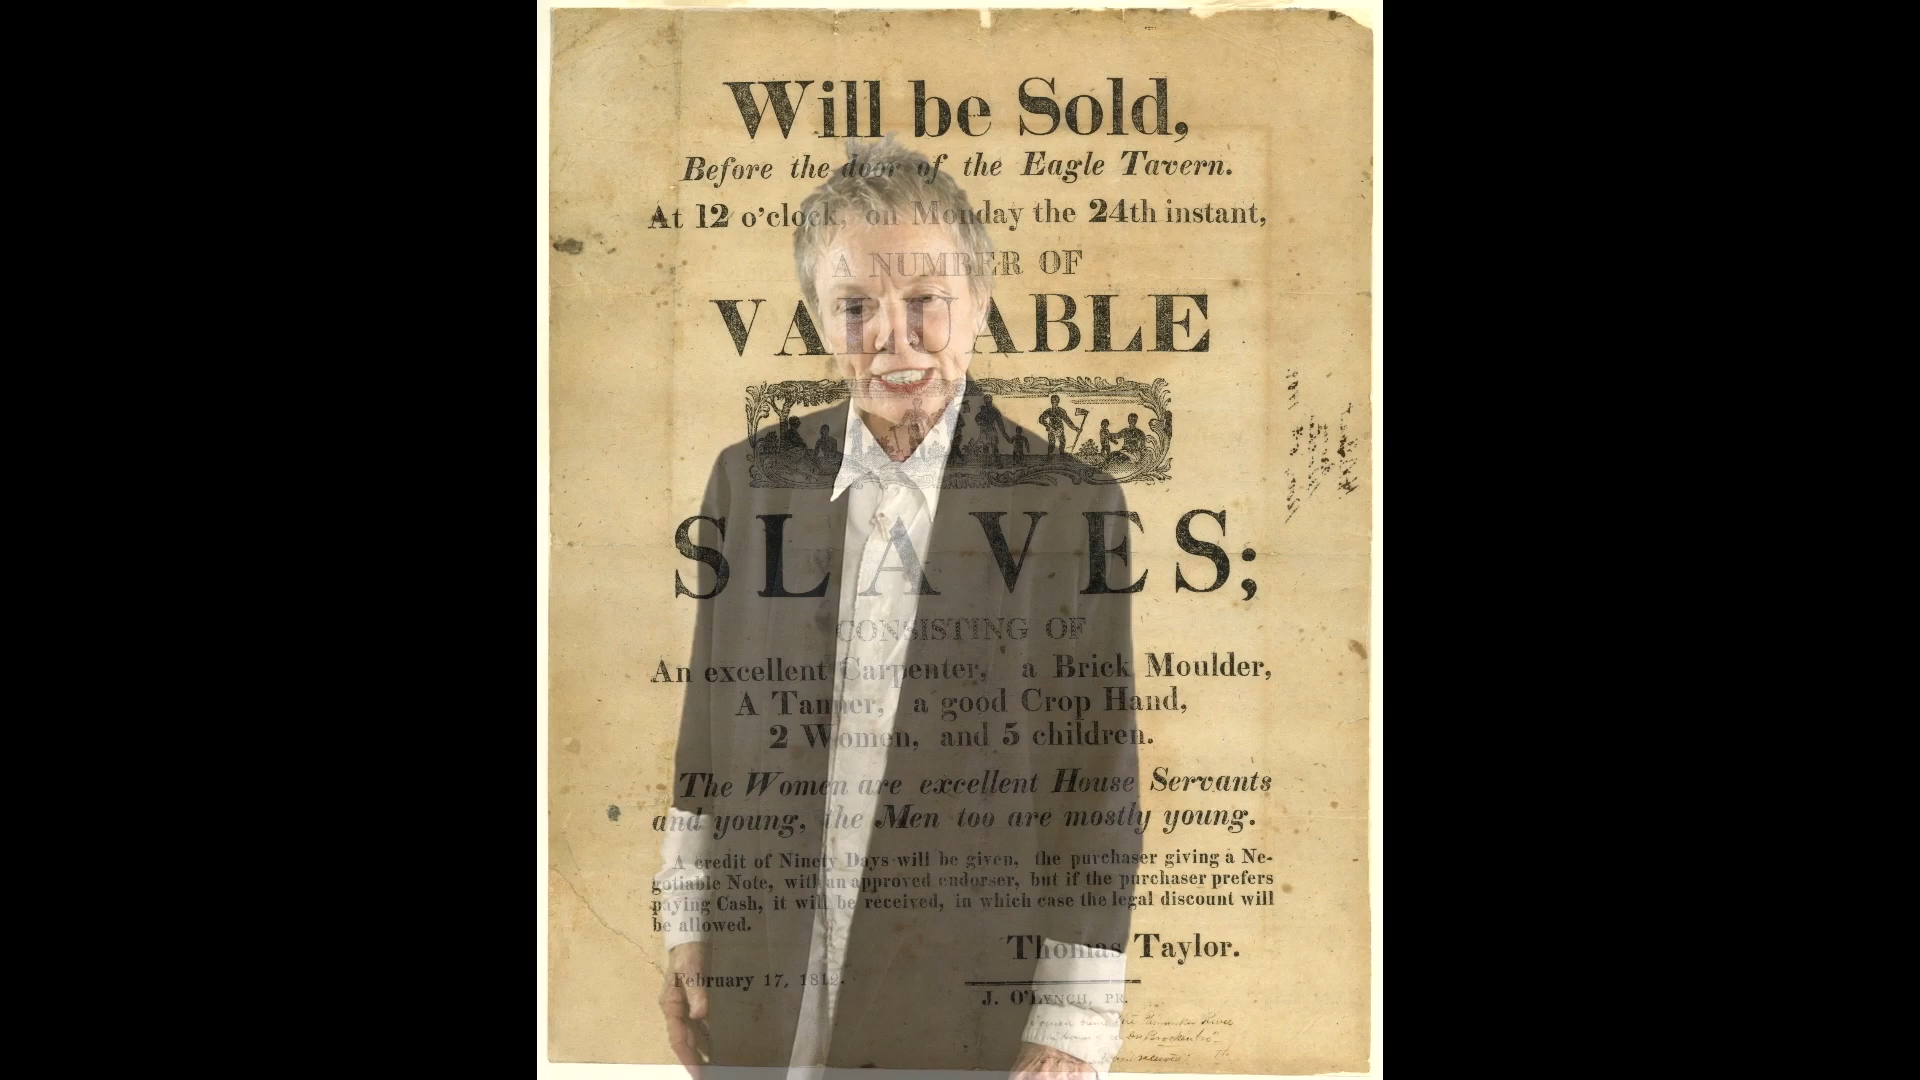 Will be Sold,
Before the door of the Eagle Tavern.
At 12 o'clock, on Monday the 24th instant,
A NUMBER OF
VALUABLE
SLAVES;
CONSISTING OF
An excellent Carpenter, a Brick Moulder,
A Tanner, a good Crop Hand,
2 Women, and 5 children.
The Women are excellent House Servants
and young, the Men too are mostly young.
A credit of Ninety Days will be given, the purchaser giving a Ne-
gotiable Note, with an approved endorser, but if the purchaser prefers
paying Cash, it will be received, in which case the legal discount will
be allowed.
Thomas Taylor.
February 17, 1812.
J. O'LYNCH, PR.
River